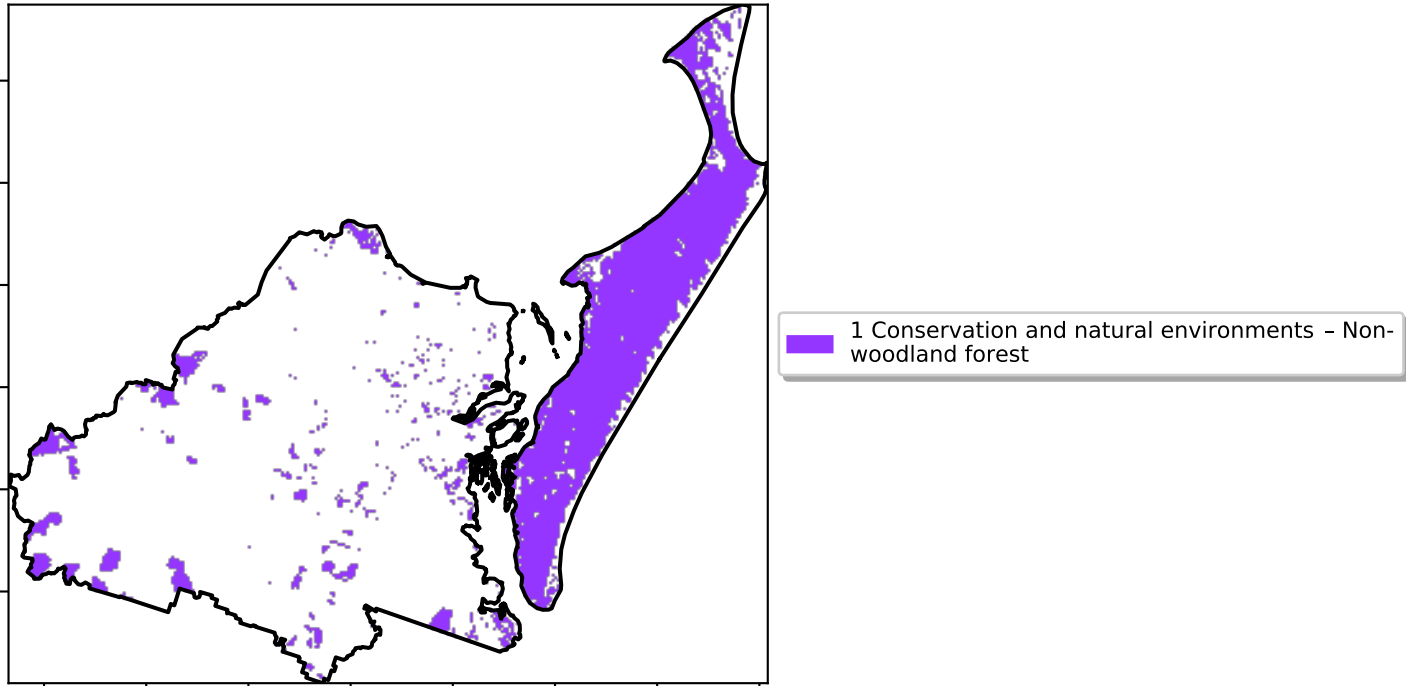 1 Conservation and natural environments – Non-
woodland forest